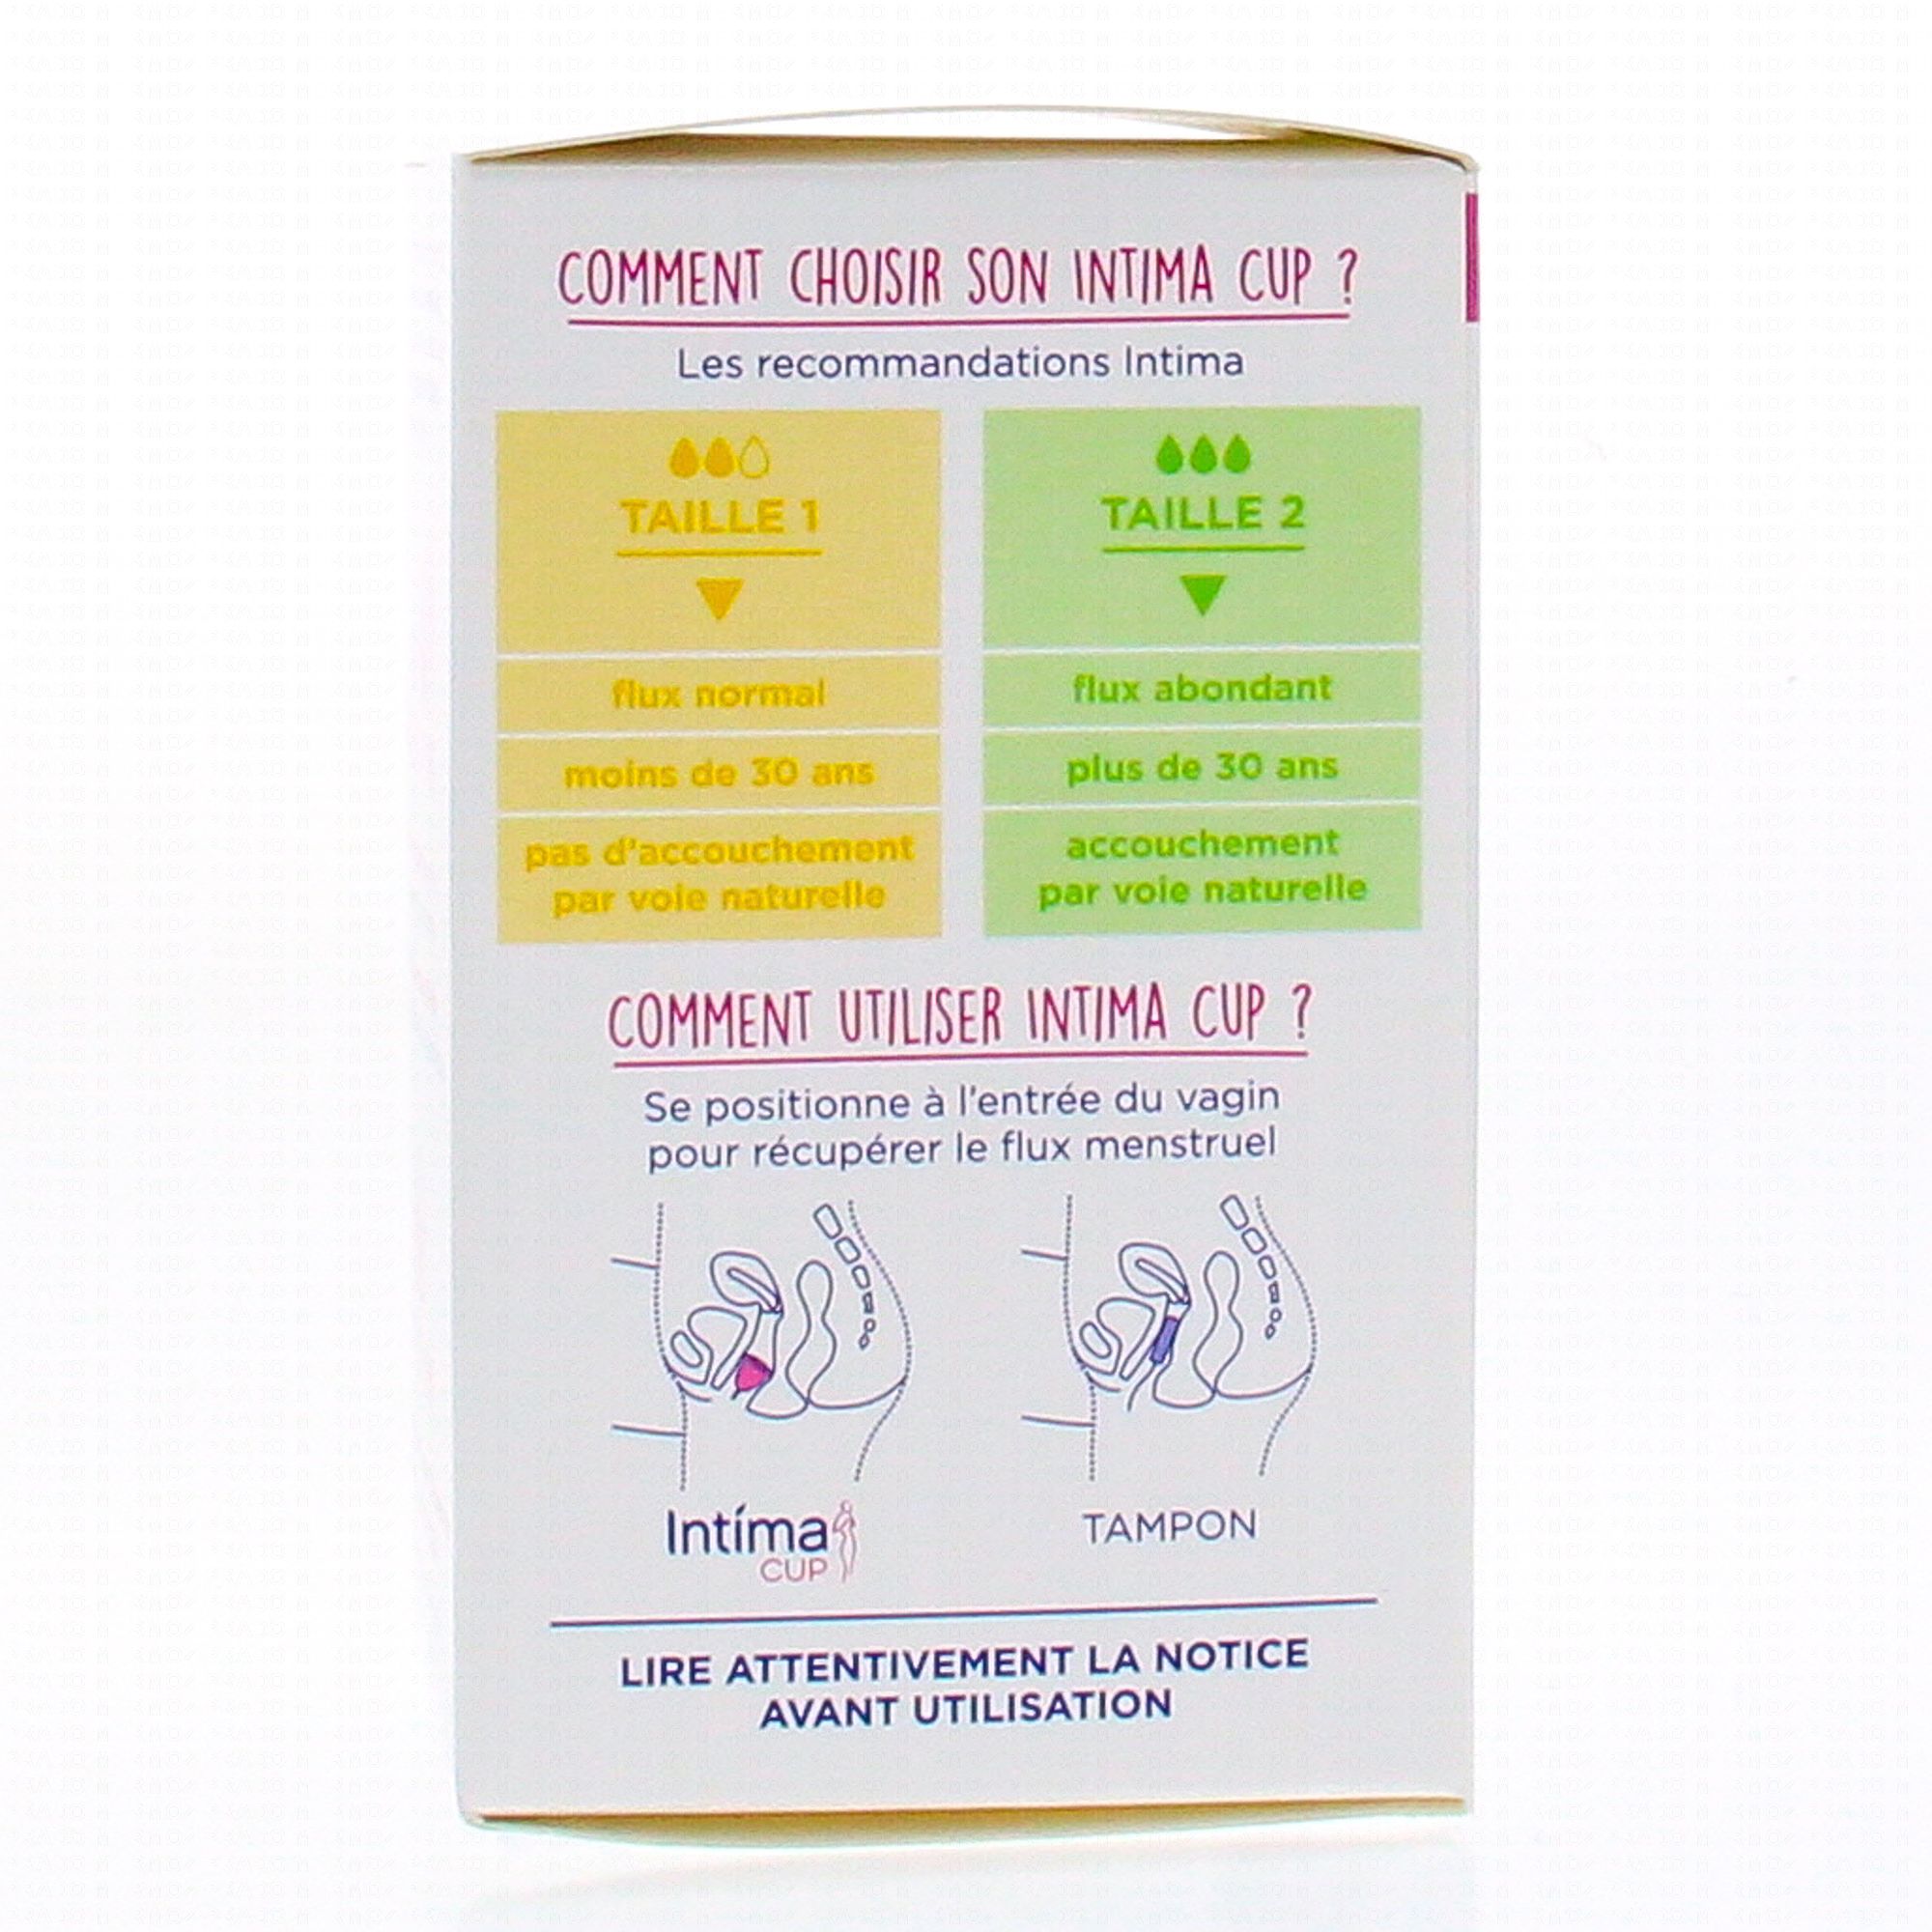 COMMENT CHOISIR SON INTIMA CUP ?
Les recommandations Intima
TAILLE 1
flux normal
moins de 30 ans
pas d'accouchement
par voie naturelle
TAILLE 2
flux abondant
plus de 30 ans
accouchement
par voie naturelle
COMMENT UTILISER INTIMA CUP ?
Se positionne à l'entrée du vagin
pour récupérer le flux menstruel
Intíma
CUP
TAMPON
LIRE ATTENTIVEMENT LA NOTICE
AVANT UTILISATION